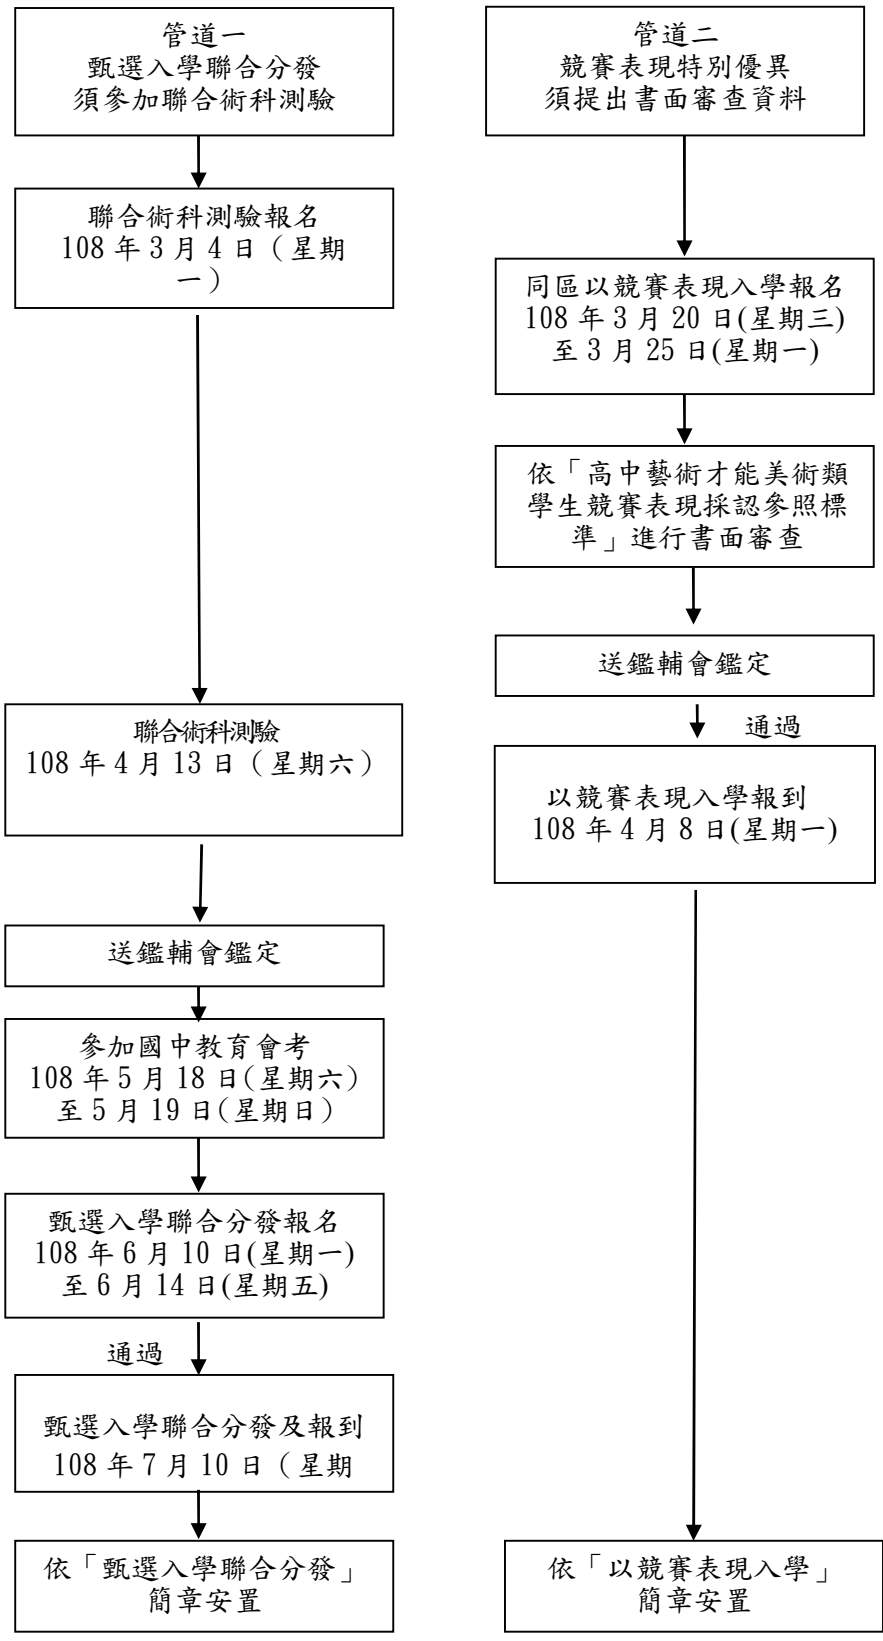 管道一
甄選入學聯合分發
須參加聯合術科測驗
聯合術科測驗報名
108 年 3 月 4 日（星期
一）
聯合術科測驗
108 年 4 月 13 日（星期六）
送鑑輔會鑑定
參加國中教育會考
108 年 5 月 18 日(星期六）
至 5 月 19 日(星期日）
甄選入學聯合分發報名
108 年 6 月 10 日(星期一)
至 6 月 14 日(星期五)
通過
甄選入學聯合分發及報到
108 年 7 月 10 日（星期
依「甄選入學聯合分發」
簡章安置
管道二
競賽表現特別優異
須提出書面審查資料
同區以競賽表現入學報名
108 年 3 月 20 日(星期三)
至 3 月 25 日(星期一)
依「高中藝術才能美術類
學生競賽表現採認參照標
準」進行書面審查
送鑑輔會鑑定
通過
以競賽表現入學報到
108 年 4 月 8 日(星期一)
依「以競賽表現入學」
簡章安置